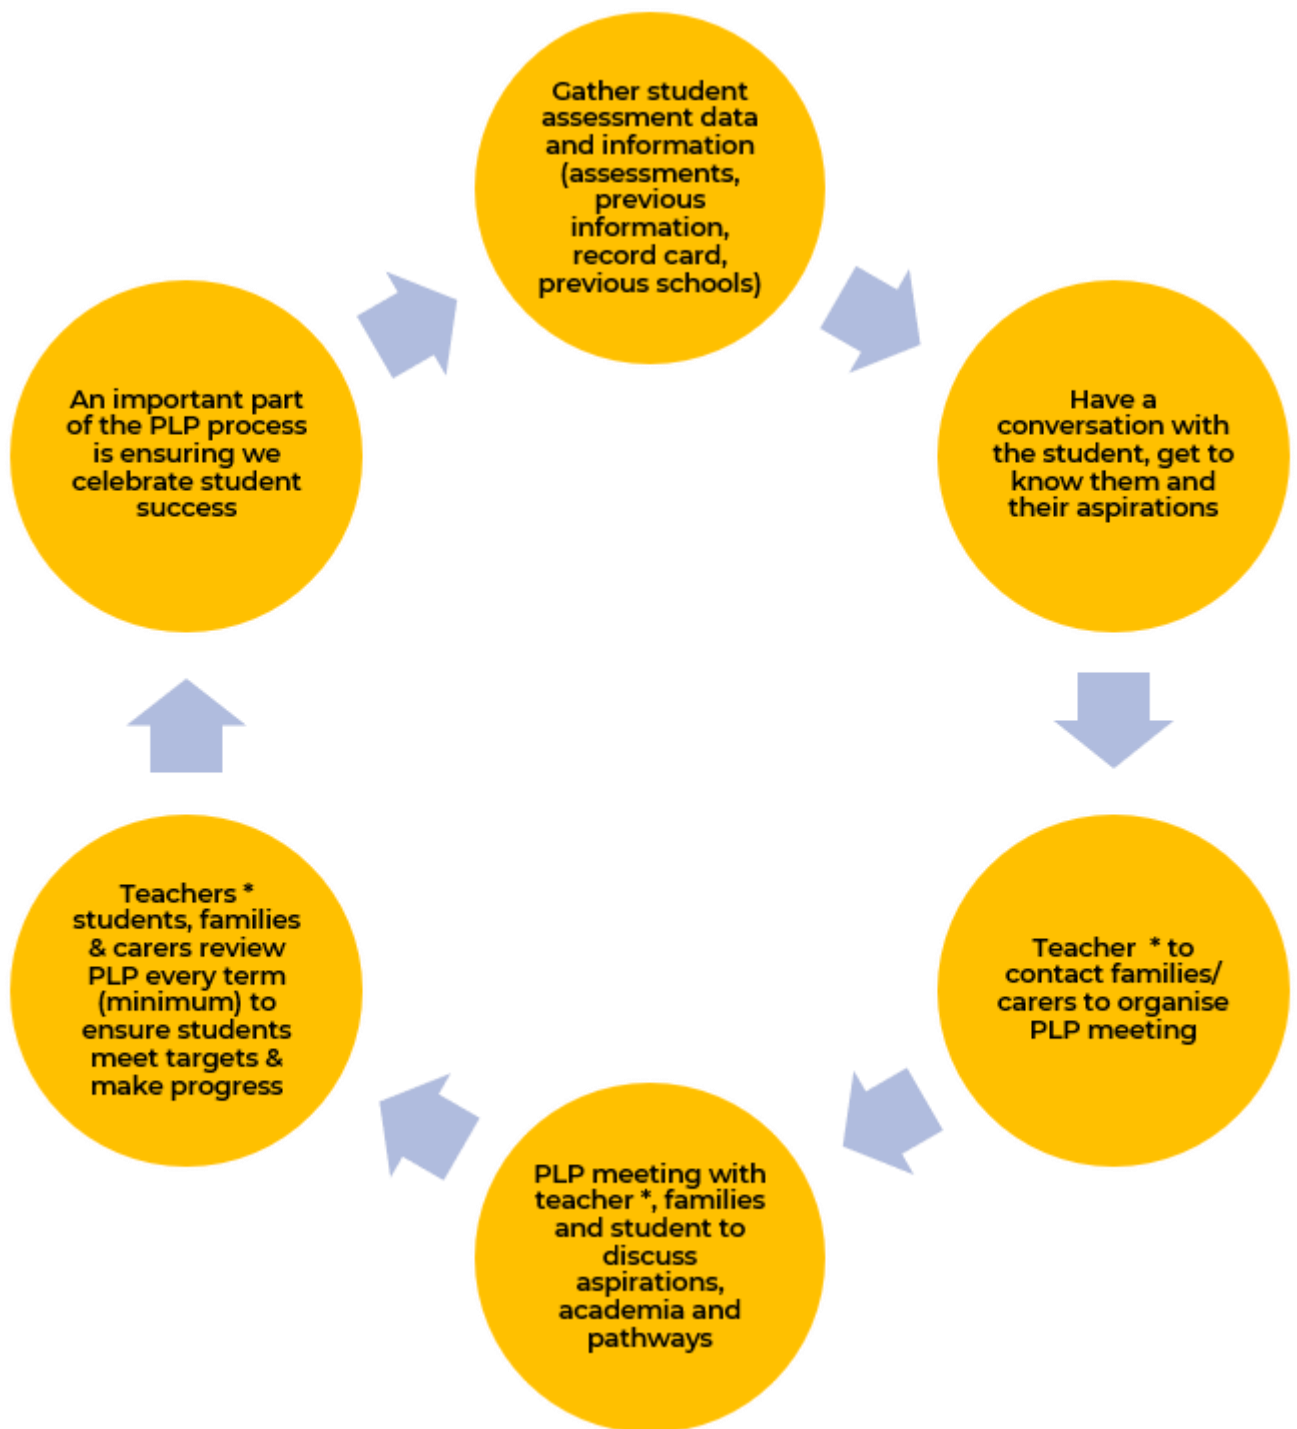 Gather student
assessment data
and information
(assessments,
previous
information,
record card,
previous schools)
Have a
conversation with
the student, get to
know them and
their aspirations
Teacher  * to
contact families/
carers to organise
PLP meeting
PLP meeting with
teacher *, families
and student to
discuss
aspirations,
academia and
pathways
Teachers *
students, families
& carers review
PLP every term
(minimum) to
ensure students
meet targets &
make progress
An important part
of the PLP process
is ensuring we
celebrate student
success